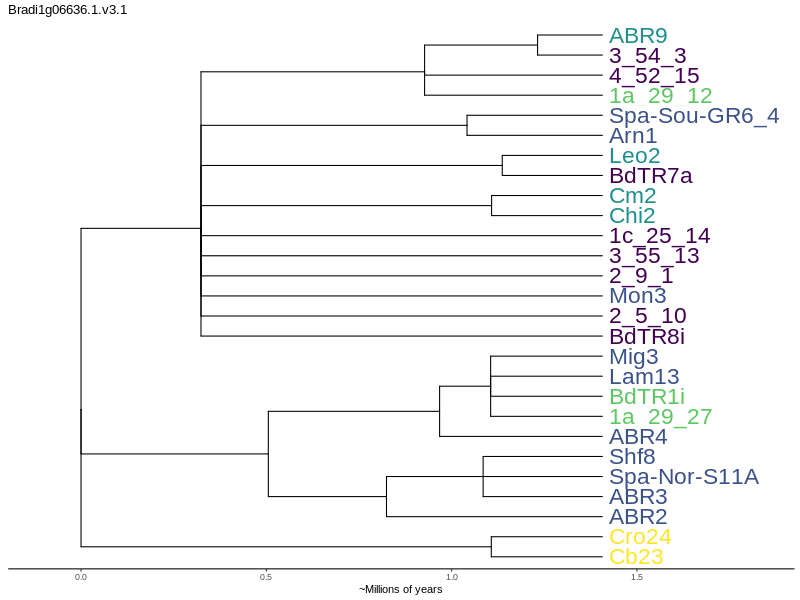 Bradi1g06636.1.v3.1
ABR9
3_54_3
4_52_15
1a_29_12
Spa-Sou-GR6_4
Arn1
Leo2
BdTR7a
Cm2
Chi2
1c_25_14
3_55_13
2_9_1
Mon3
2_5_10
BdTR8i
Mig3
Lam13
BdTR1i
1a_29_27
ABR4
Shf8
Spa-Nor-S11A
ABR3
ABR2
Cro24
Cb23
0.0 0.5 1.0 1.5
~Millions of years